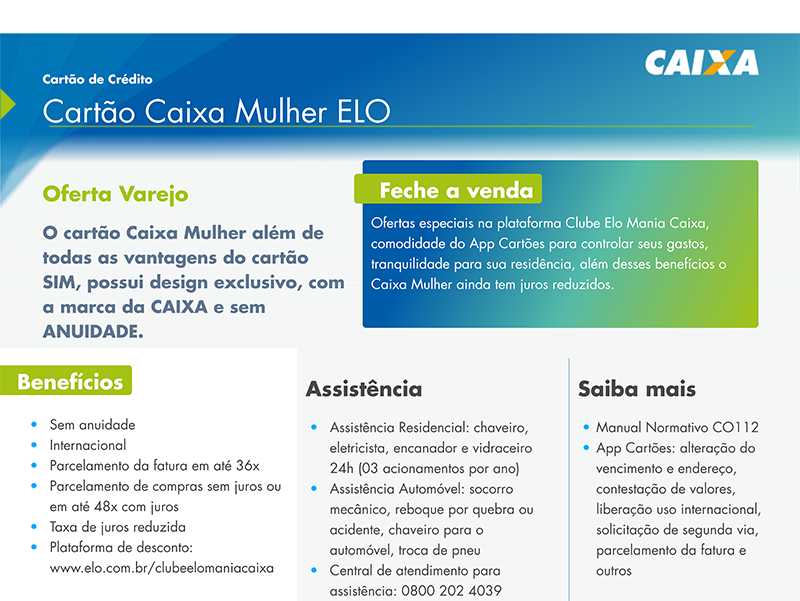 CAIXA
Cartão de Crédito
Cartão Caixa Mulher ELO
Oferta Varejo
O cartão Caixa Mulher além de
todas as vantagens do cartão
SIM, possui design exclusivo, com
a marca da CAIXA e sem
ANUIDADE.
Feche a venda
Ofertas especiais na plataforma Clube Elo Mania Caixa,
comodidade do App Cartões para controlar seus gastos,
tranquilidade para sua residência, além desses benefícios o
Caixa Mulher ainda tem juros reduzidos.
Benefícios
• Sem anuidade
• Internacional
• Parcelamento da fatura em até 36x
• Parcelamento de compras sem juros ou
em até 48x com juros
• Taxa de juros reduzida
• Plataforma de desconto:
www.elo.com.br/clubeelomaniacaixa
Assistência
• Assistência Residencial: chaveiro,
eletricista, encanador e vidraceiro
24h (03 acionamentos por ano)
• Assistência Automóvel: socorro
mecânico, reboque por quebra ou
acidente, chaveiro para o
automóvel, troca de pneu
• Central de atendimento para
assistência: 0800 202 4039
Saiba mais
• Manual Normativo CO112
• App Cartões: alteração do
vencimento e endereço,
contestação de valores,
liberação uso internacional,
solicitação de segunda via,
parcelamento da fatura e
outros